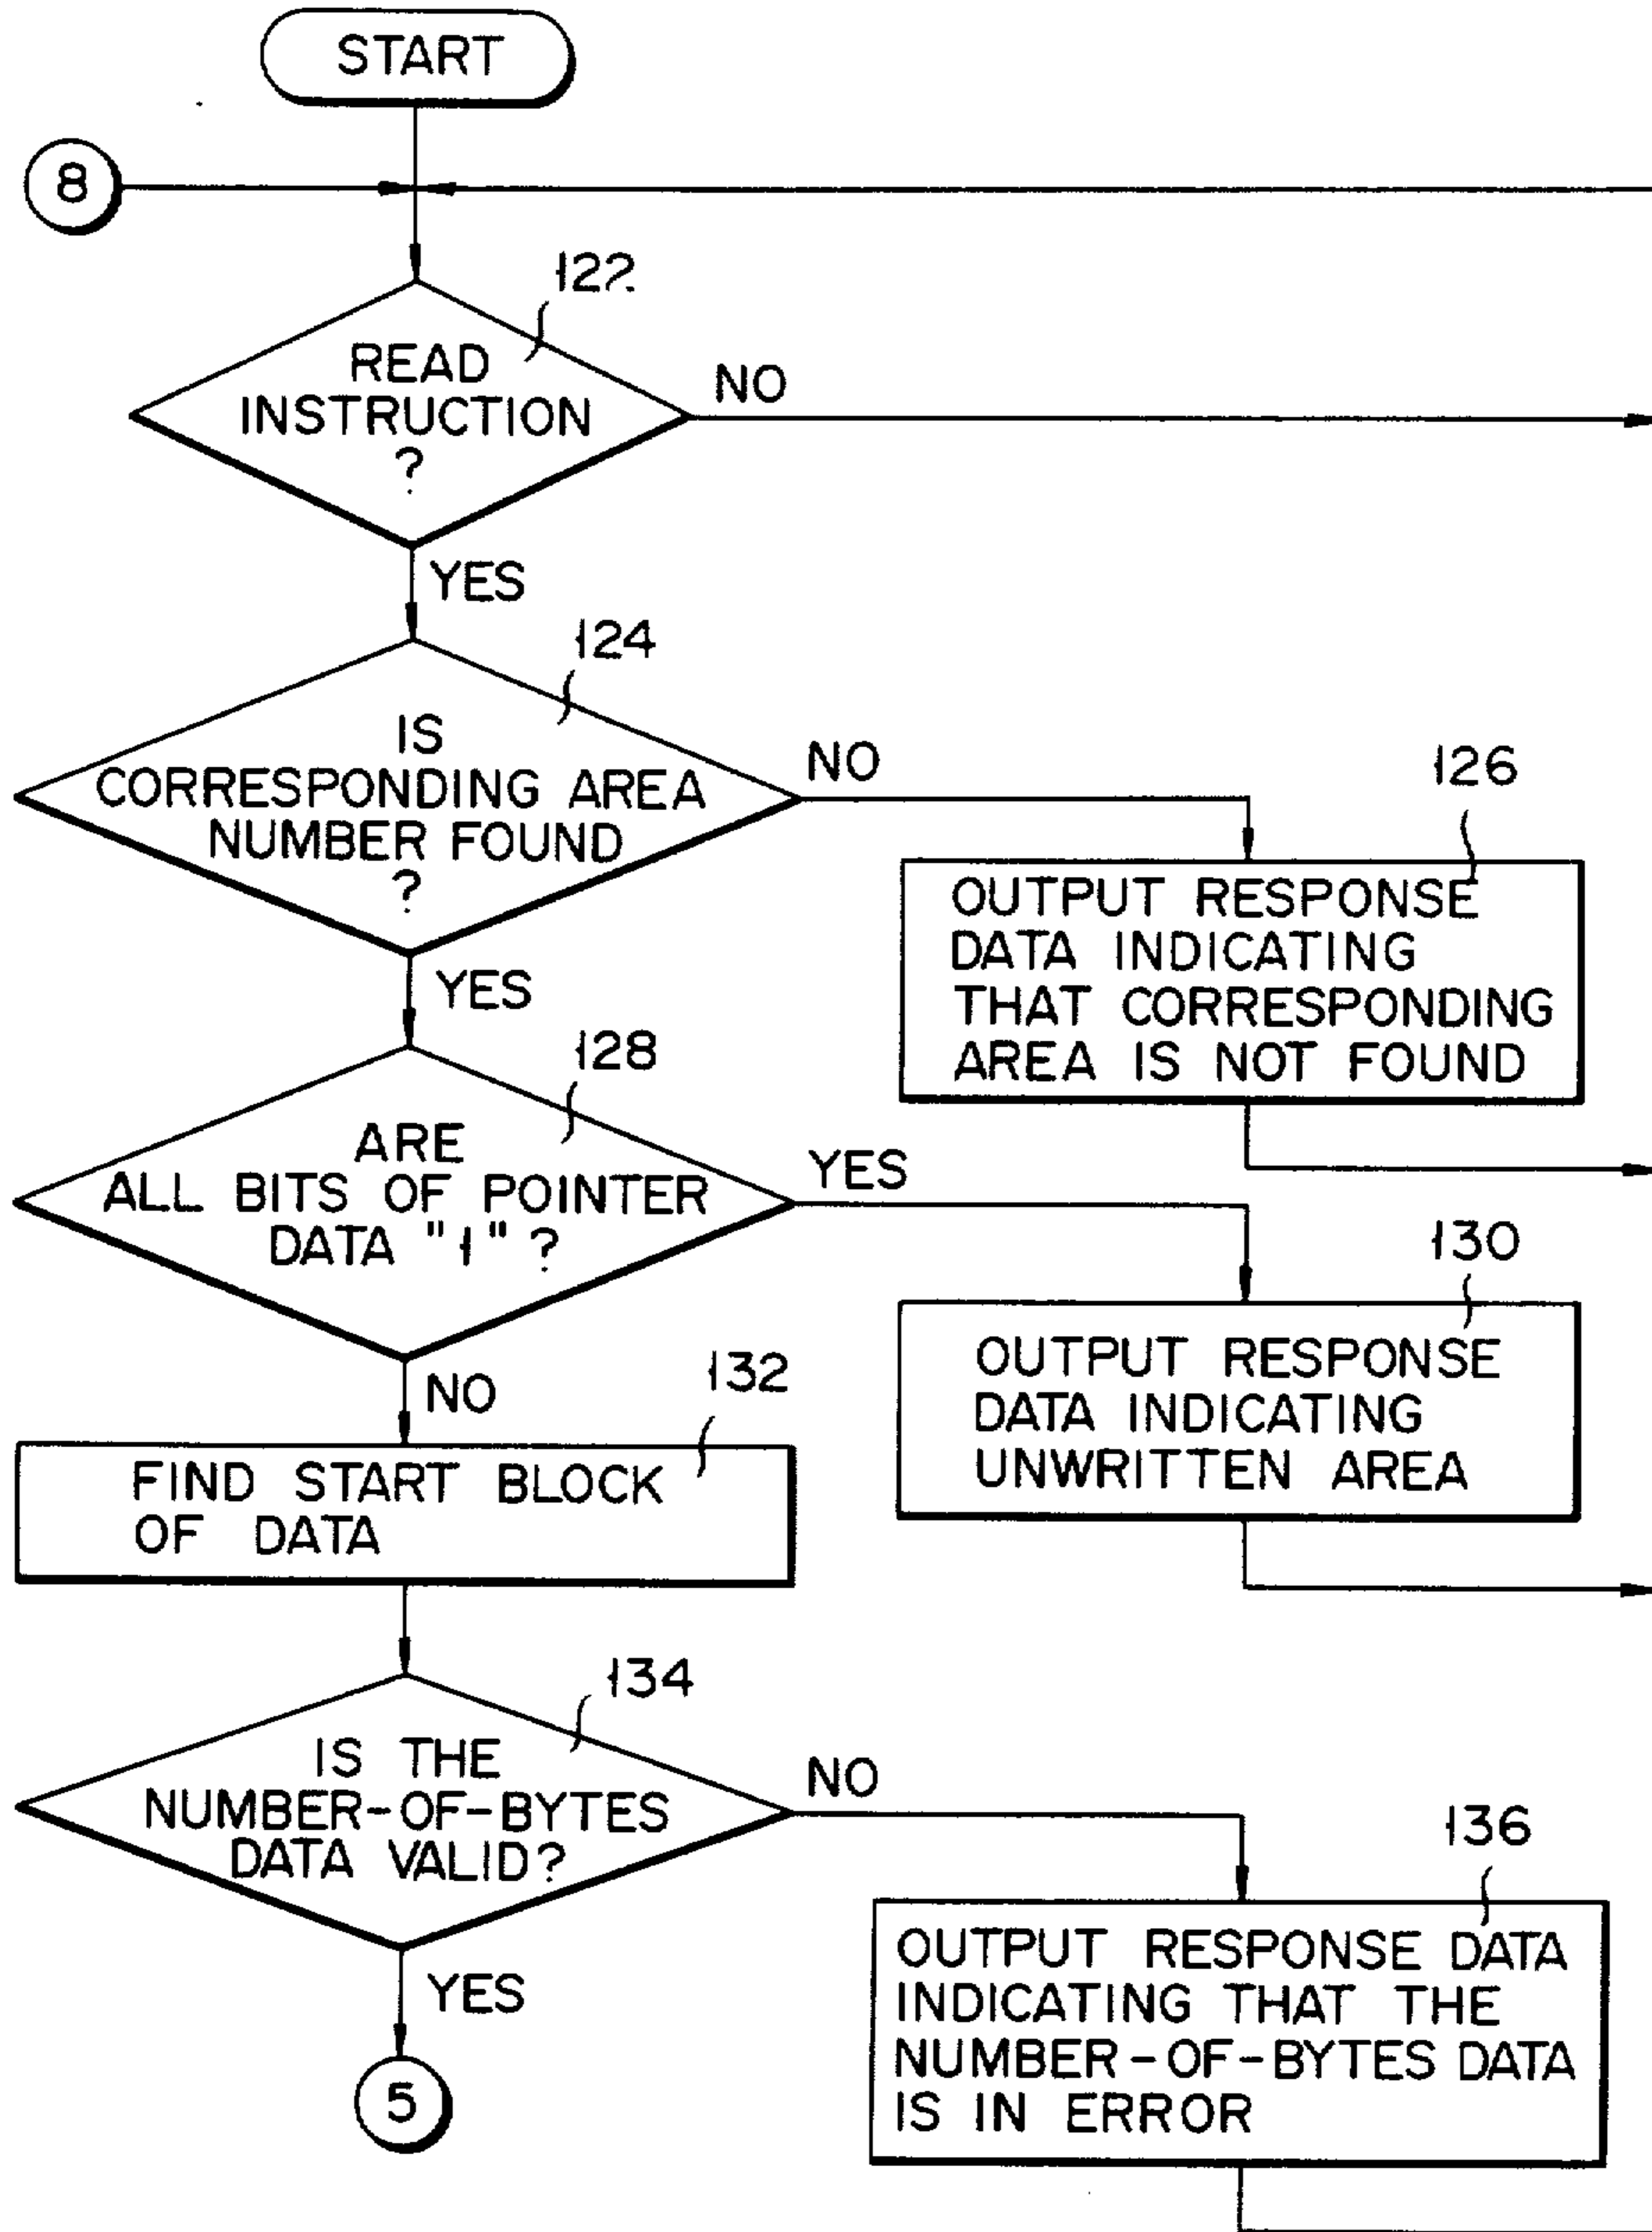 START
8
122
READ
INSTRUCTION
?
NO
YES
124
IS
CORRESPONDING AREA
NUMBER FOUND
?
NO
126
OUTPUT RESPONSE
DATA INDICATING
THAT CORRESPONDING
AREA IS NOT FOUND
YES
128
ARE
ALL BITS OF POINTER
DATA "1" ?
YES
130
OUTPUT RESPONSE
DATA INDICATING
UNWRITTEN AREA
NO
132
FIND START BLOCK
OF DATA
134
IS THE
NUMBER-OF-BYTES
DATA VALID?
NO
136
OUTPUT RESPONSE DATA
INDICATING THAT THE
NUMBER-OF-BYTES DATA
IS IN ERROR
YES
5